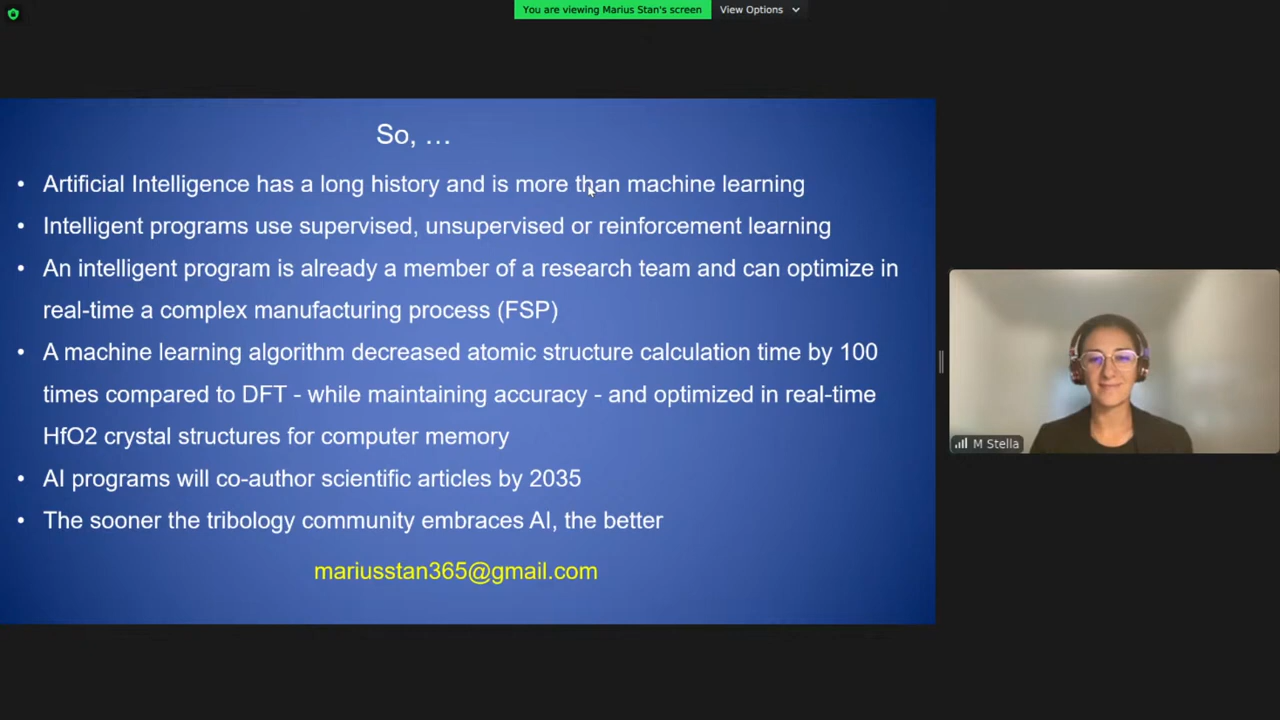 You are viewing Marius Stan's screen View Options
So, …
• Artificial Intelligence has a long history and is more than machine learning
• Intelligent programs use supervised, unsupervised or reinforcement learning
• An intelligent program is already a member of a research team and can optimize in
real-time a complex manufacturing process (FSP)
• A machine learning algorithm decreased atomic structure calculation time by 100
times compared to DFT - while maintaining accuracy - and optimized in real-time
HfO2 crystal structures for computer memory
• AI programs will co-author scientific articles by 2035
• The sooner the tribology community embraces AI, the better
mariusstan365@gmail.com
M Stella